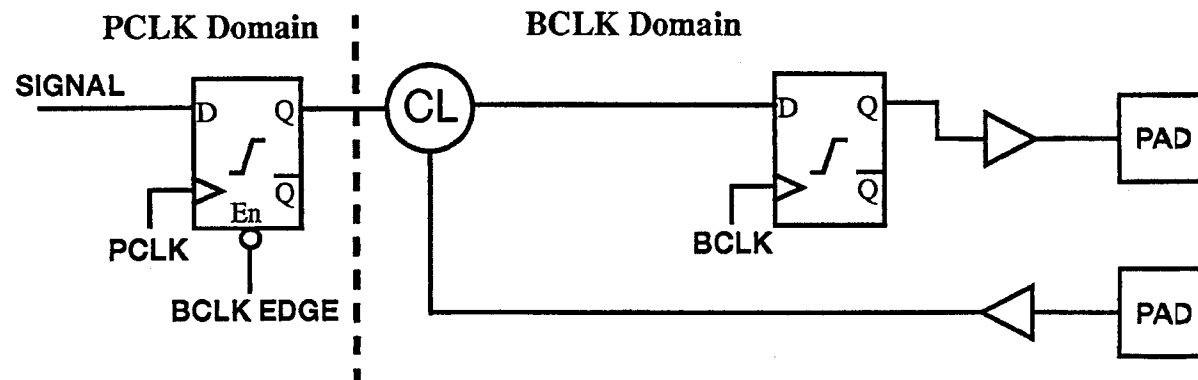 PCLK Domain
BCLK Domain
SIGNAL
D
Q
CL
D
Q
PAD
Q
En
PCLK
BCLK EDGE
Q
BCLK
PAD